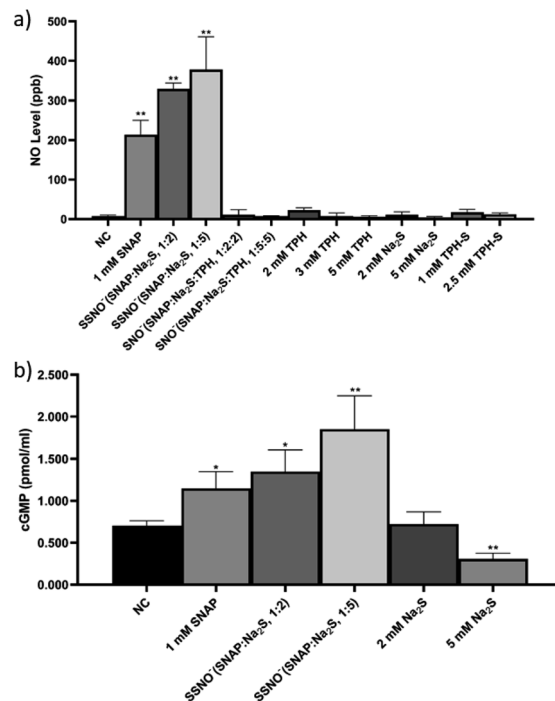 a)
NO Level (ppb)
500
400
300
200
100
0
**
**
**
NC
1 mM SNAP
SSNO⁻(SNAP:Na₂S, 1:2)
SSNO⁻(SNAP:Na₂S, 1:5)
SNO⁻(SNAP:Na₂S:TPH, 1:2:2)
SNO⁻(SNAP:Na₂S:TPH, 1:5:5)
2 mM TPH
3 mM TPH
5 mM TPH
2 mM Na₂S
5 mM Na₂S
1 mM TPH-S
2.5 mM TPH-S
b)
cGMP (pmol/ml)
2.500
2.000
1.500
1.000
0.500
0.000
*
*
**
**
NC
1 mM SNAP
SSNO⁻(SNAP:Na₂S, 1:2)
SSNO⁻(SNAP:Na₂S, 1:5)
2 mM Na₂S
5 mM Na₂S